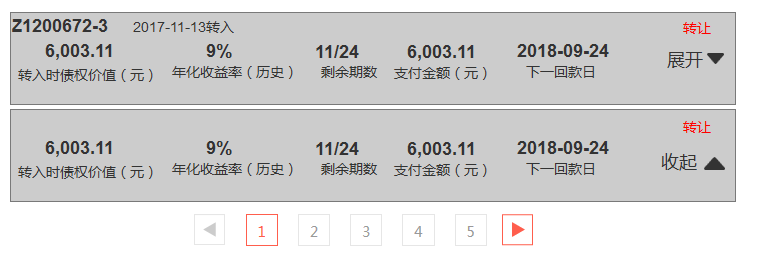 Z1200672-3 2017-11-13转入 转让
6,003.11 9% 11/24 6,003.11 2018-09-24
转入时债权价值（元） 年化收益率（历史） 剩余期数 支付金额（元） 下一回款日 展开
转让
6,003.11 9% 11/24 6,003.11 2018-09-24
转入时债权价值（元） 年化收益率（历史） 剩余期数 支付金额（元） 下一回款日 收起
1 2 3 4 5